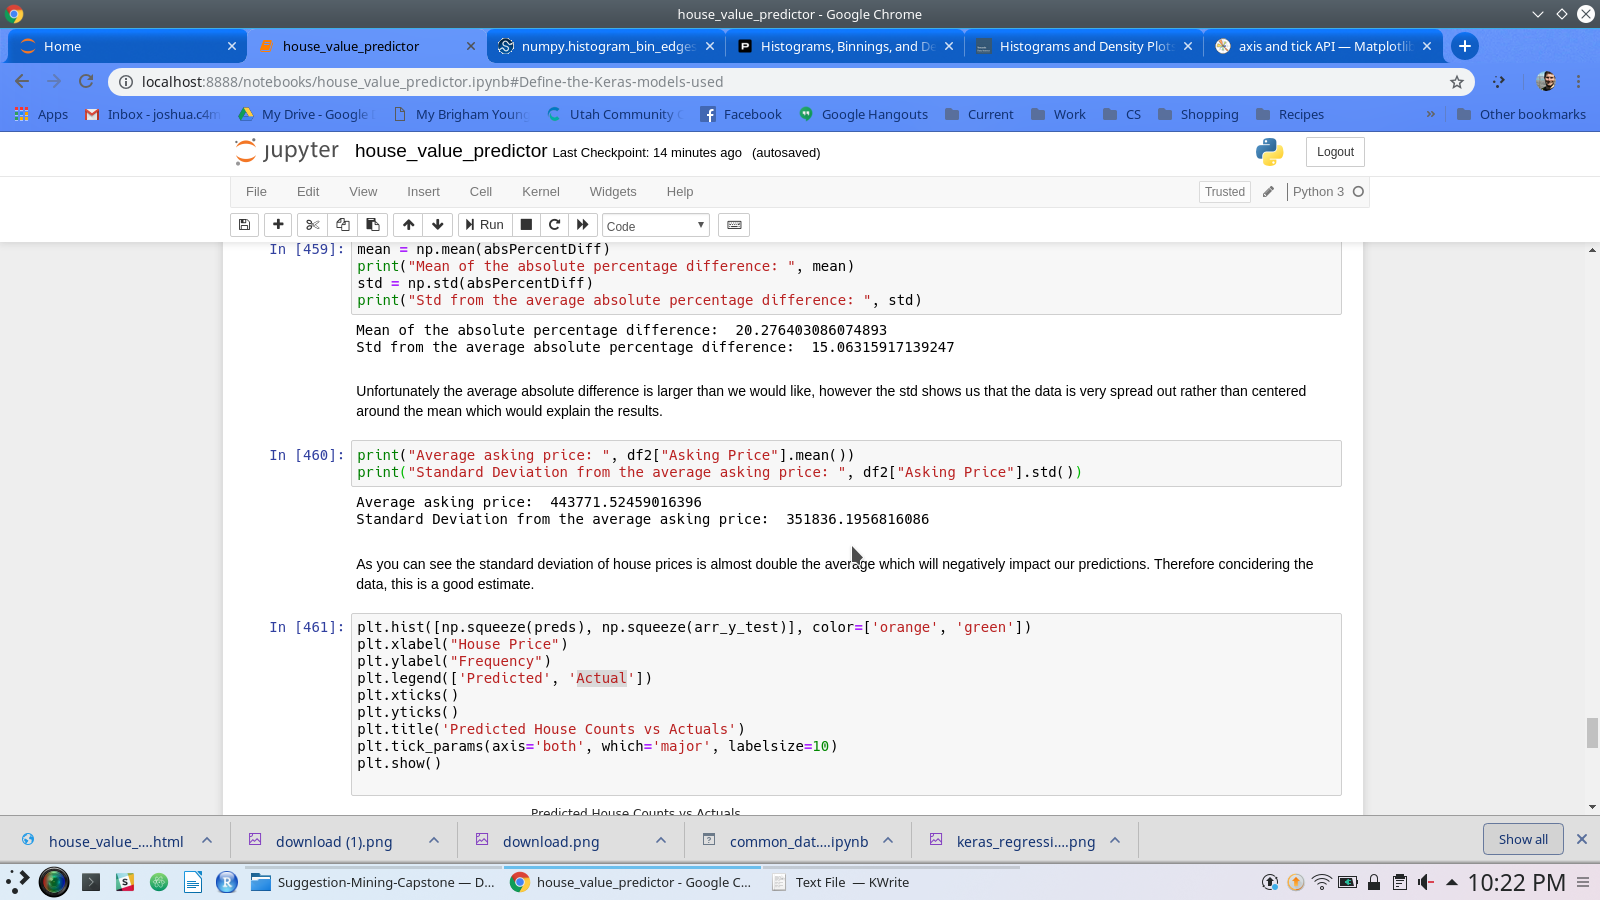 house_value_predictor - Google Chrome
Home
house_value_predictor
numpy.histogram_bin_edges
Histograms, Binnings, and De
Histograms and Density Plot
axis and tick API — Matplotli
localhost:8888/notebooks/house_value_predictor.ipynb#Define-the-Keras-models-used
Apps
Inbox - joshua.c4m
My Drive - Google
My Brigham Young
Utah Community
Facebook
Google Hangouts
Current
Work
CS
Shopping
Recipes
»
Other bookmarks
jupyter
house_value_predictor Last Checkpoint: 14 minutes ago (autosaved)
Logout
File
Edit
View
Insert
Cell
Kernel
Widgets
Help
Trusted
Python 3
Run
Code
In [459]:
mean = np.mean(absPercentDiff)
print("Mean of the absolute percentage difference: ", mean)
std = np.std(absPercentDiff)
print("Std from the average absolute percentage difference: ", std)
Mean of the absolute percentage difference:  20.276403086074893
Std from the average absolute percentage difference:  15.06315917139247
Unfortunately the average absolute difference is larger than we would like, however the std shows us that the data is very spread out rather than centered
around the mean which would explain the results.
In [460]:
print("Average asking price: ", df2["Asking Price"].mean())
print("Standard Deviation from the average asking price: ", df2["Asking Price"].std())
Average asking price:  443771.52459016396
Standard Deviation from the average asking price:  351836.1956816086
As you can see the standard deviation of house prices is almost double the average which will negatively impact our predictions. Therefore concidering the
data, this is a good estimate.
In [461]:
plt.hist([np.squeeze(preds), np.squeeze(arr_y_test)], color=['orange', 'green'])
plt.xlabel("House Price")
plt.ylabel("Frequency")
plt.legend(['Predicted', 'Actual'])
plt.xticks()
plt.yticks()
plt.title('Predicted House Counts vs Actuals')
plt.tick_params(axis='both', which='major', labelsize=10)
plt.show()
Predicted House Counts vs Actuals
house_value_....html
download (1).png
download.png
common_dat....ipynb
keras_regressi....png
Show all
Suggestion-Mining-Capstone — D...
house_value_predictor - Google C...
Text File — KWrite
10:22 PM